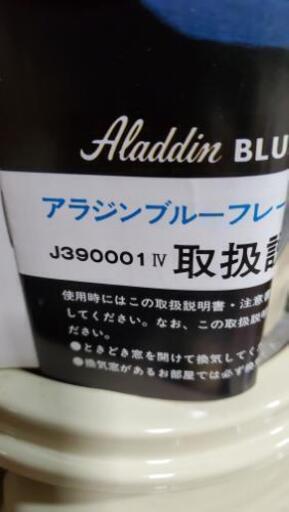 Aladdin BLU
アラジンブルーフレー
J390001 Ⅳ 取扱説
使用時にはこの取扱説明書・注意
してください。なお、この取扱説
ださい。
●ときどき窓を開けて換気してく
●換気窓があるお部屋では必ず換